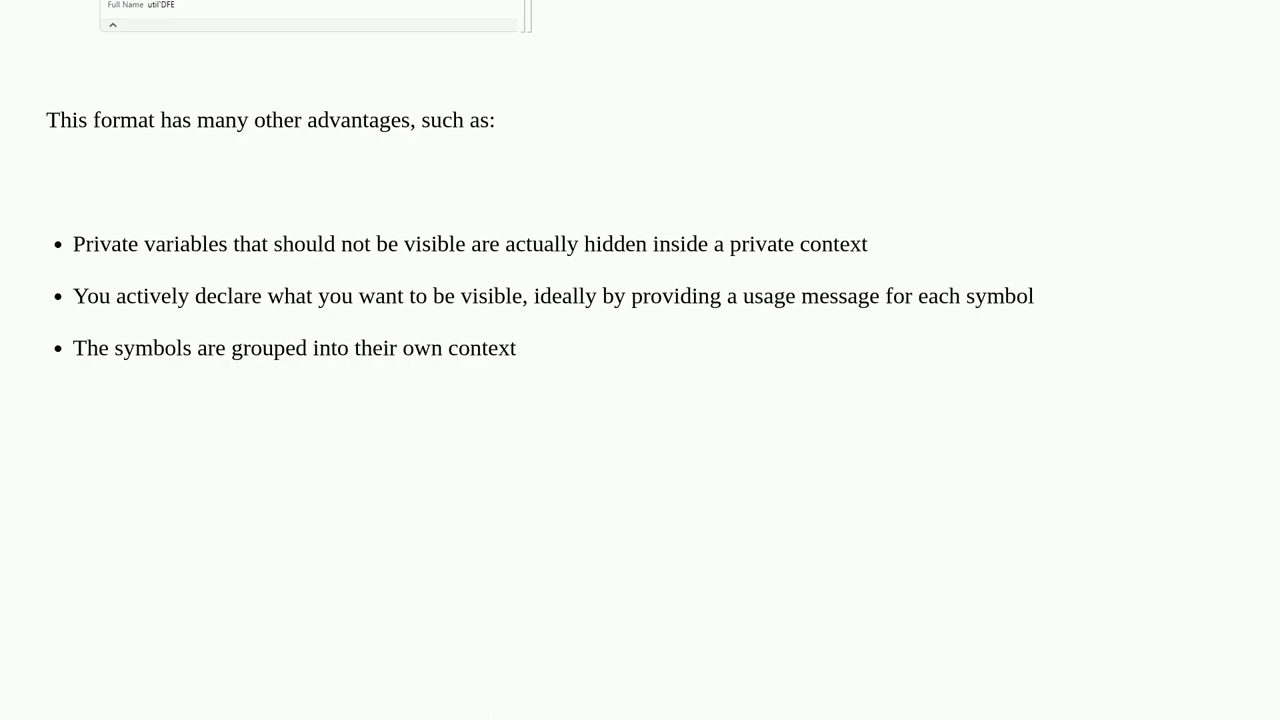 Full Name util`DFE
This format has many other advantages, such as:
• Private variables that should not be visible are actually hidden inside a private context
• You actively declare what you want to be visible, ideally by providing a usage message for each symbol
• The symbols are grouped into their own context